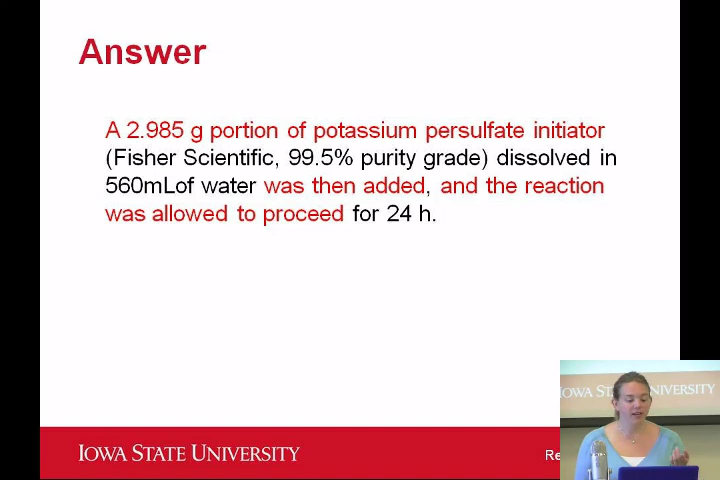 Answer
A 2.985 g portion of potassium persulfate initiator
(Fisher Scientific, 99.5% purity grade) dissolved in
560mLof water was then added, and the reaction
was allowed to proceed for 24 h.
IOWA STATE UNIVERSITY
IOWA STATE UNIVERSITY